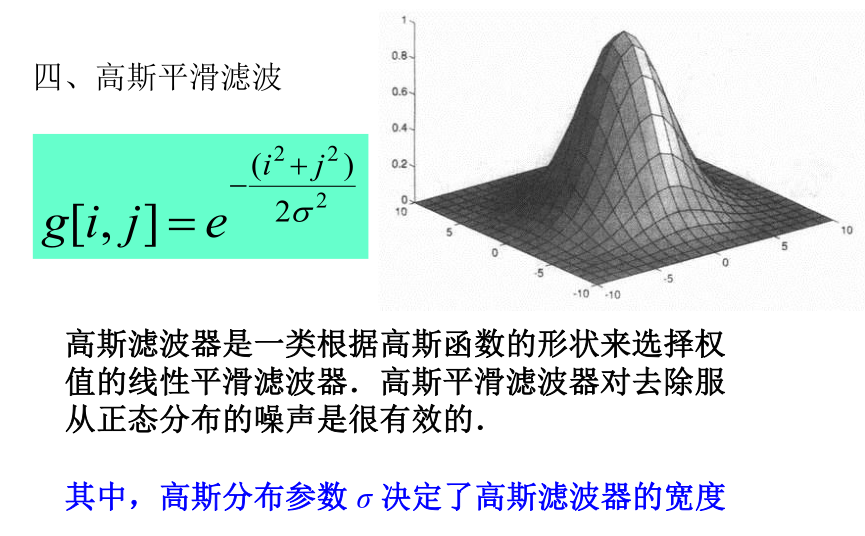 四、高斯平滑滤波
g[i, j] = e^{-\frac{(i^2+j^2)}{2σ^2}}
1
0.8
0.6
0.4
0.2
0
10
5
0
-5
-10
-10
-5
0
5
10
高斯滤波器是一类根据高斯函数的形状来选择权
值的线性平滑滤波器．高斯平滑滤波器对去除服
从正态分布的噪声是很有效的．
其中，高斯分布参数 σ 决定了高斯滤波器的宽度